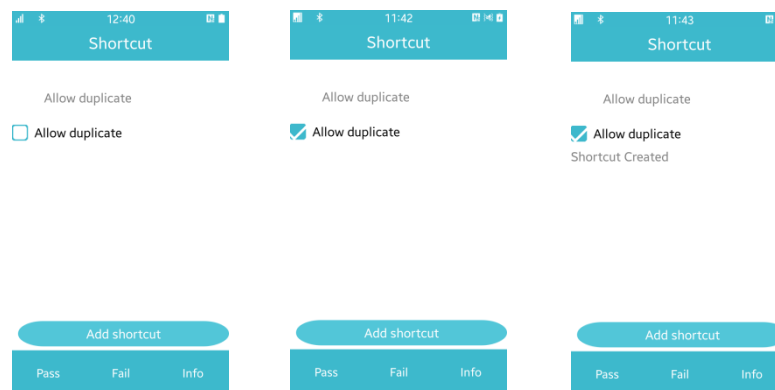 12:40
Shortcut
Allow duplicate
Allow duplicate
Add shortcut
Pass Fail Info
11:42
Shortcut
Allow duplicate
Allow duplicate
Add shortcut
Pass Fail Info
11:43
Shortcut
Allow duplicate
Allow duplicate
Shortcut Created
Add shortcut
Pass Fail Info